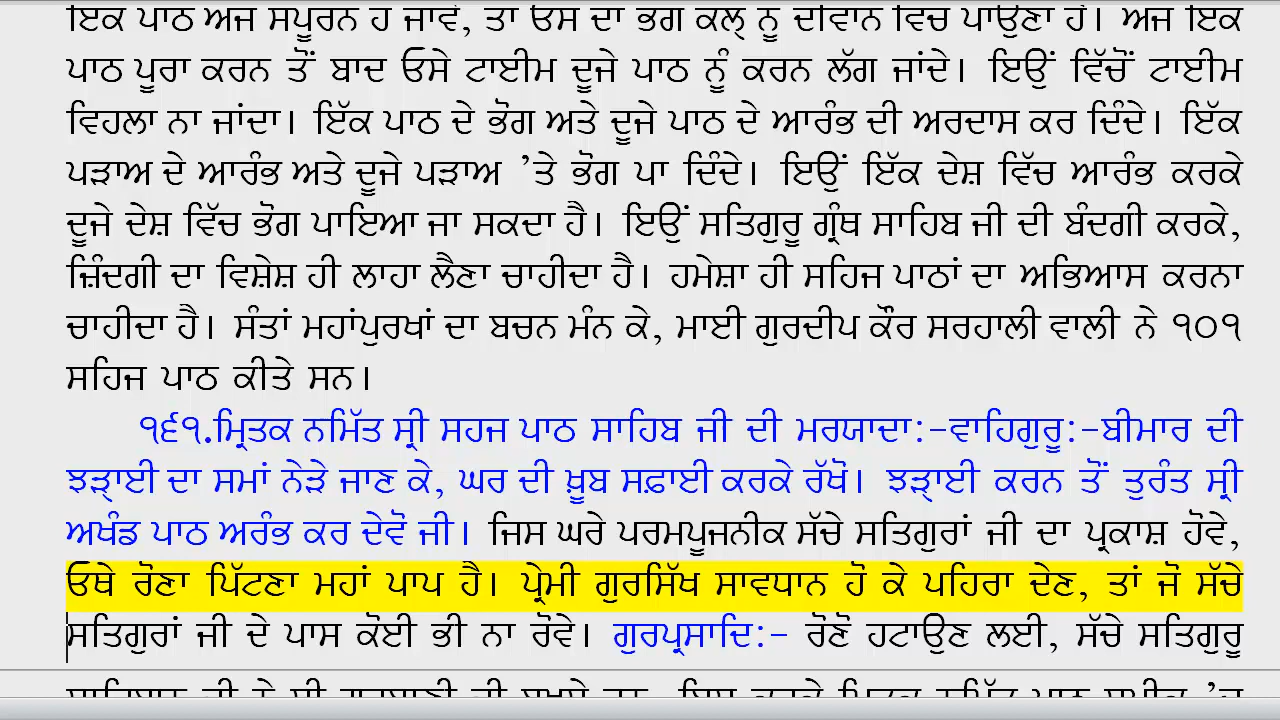 ਇਕ ਪਾਠ ਅਜ ਸਪੂਰਨ ਹੋ ਜਾਵੇ, ਤਾਂ ਓਸ ਦਾ ਭੋਗ ਕਲ੍ਹ ਨੂੰ ਦੀਵਾਨ ਵਿਚ ਪਾਉਣਾ ਹੈ। ਅਜ ਇਕ
ਪਾਠ ਪੂਰਾ ਕਰਨ ਤੋਂ ਬਾਦ ਓਸੇ ਟਾਈਮ ਦੂਜੇ ਪਾਠ ਨੂੰ ਕਰਨ ਲੱਗ ਜਾਂਦੇ। ਇਉਂ ਵਿੱਚੋਂ ਟਾਈਮ
ਵਿਹਲਾ ਨਾ ਜਾਂਦਾ। ਇੱਕ ਪਾਠ ਦੇ ਭੋਗ ਅਤੇ ਦੂਜੇ ਪਾਠ ਦੇ ਆਰੰਭ ਦੀ ਅਰਦਾਸ ਕਰ ਦਿੰਦੇ। ਇੱਕ
ਪੜਾਅ ਦੇ ਆਰੰਭ ਅਤੇ ਦੂਜੇ ਪੜਾਅ ’ਤੇ ਭੋਗ ਪਾ ਦਿੰਦੇ। ਇਉਂ ਇੱਕ ਦੇਸ਼ ਵਿੱਚ ਆਰੰਭ ਕਰਕੇ
ਦੂਜੇ ਦੇਸ਼ ਵਿੱਚ ਭੋਗ ਪਾਇਆ ਜਾ ਸਕਦਾ ਹੈ। ਇਉਂ ਸਤਿਗੁਰੂ ਗ੍ਰੰਥ ਸਾਹਿਬ ਜੀ ਦੀ ਬੰਦਗੀ ਕਰਕੇ,
ਜ਼ਿੰਦਗੀ ਦਾ ਵਿਸ਼ੇਸ਼ ਹੀ ਲਾਹਾ ਲੈਣਾ ਚਾਹੀਦਾ ਹੈ। ਹਮੇਸ਼ਾ ਹੀ ਸਹਿਜ ਪਾਠਾਂ ਦਾ ਅਭਿਆਸ ਕਰਨਾ
ਚਾਹੀਦਾ ਹੈ। ਸੰਤਾਂ ਮਹਾਂਪੁਰਖਾਂ ਦਾ ਬਚਨ ਮੰਨ ਕੇ, ਮਾਈ ਗੁਰਦੀਪ ਕੌਰ ਸਰਹਾਲੀ ਵਾਲੀ ਨੇ ੧੦੧
ਸਹਿਜ ਪਾਠ ਕੀਤੇ ਸਨ।
੧੬੧.ਮ੍ਰਿਤਕ ਨਮਿੱਤ ਸ੍ਰੀ ਸਹਜ ਪਾਠ ਸਾਹਿਬ ਜੀ ਦੀ ਮਰਯਾਦਾ:-ਵਾਹਿਗੁਰੂ:-ਬੀਮਾਰ ਦੀ
ਝੜ੍ਹਾਈ ਦਾ ਸਮਾਂ ਨੇੜੇ ਜਾਣ ਕੇ, ਘਰ ਦੀ ਖ਼ੂਬ ਸਫ਼ਾਈ ਕਰਕੇ ਰੱਖੋ। ਝੜ੍ਹਾਈ ਕਰਨ ਤੋਂ ਤੁਰੰਤ ਸ੍ਰੀ
ਅਖੰਡ ਪਾਠ ਅਰੰਭ ਕਰ ਦੇਵੋ ਜੀ। ਜਿਸ ਘਰੇ ਪਰਮਪੂਜਨੀਕ ਸੱਚੇ ਸਤਿਗੁਰਾਂ ਜੀ ਦਾ ਪ੍ਰਕਾਸ਼ ਹੋਵੇ,
ਓਥੇ ਰੋਣਾ ਪਿੱਟਣਾ ਮਹਾਂ ਪਾਪ ਹੈ। ਪ੍ਰੇਮੀ ਗੁਰਸਿੱਖ ਸਾਵਧਾਨ ਹੋ ਕੇ ਪਹਿਰਾ ਦੇਣ, ਤਾਂ ਜੋ ਸੱਚੇ
ਸਤਿਗੁਰਾਂ ਜੀ ਦੇ ਪਾਸ ਕੋਈ ਭੀ ਨਾ ਰੋਵੇ। ਗੁਰਪ੍ਰਸਾਦਿ:- ਰੋਣੋ ਹਟਾਉਣ ਲਈ, ਸੱਚੇ ਸਤਿਗੁਰੂ